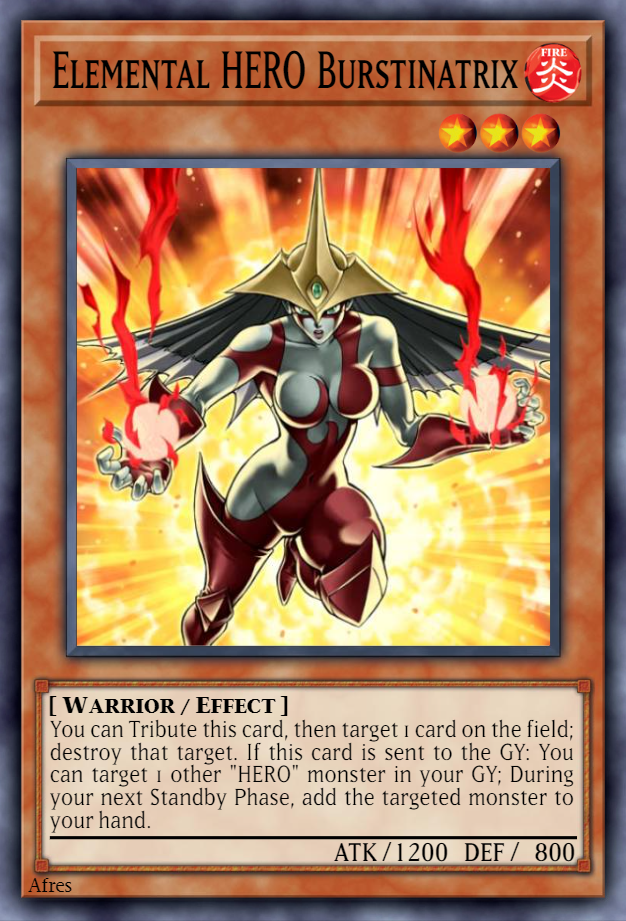 Elemental HERO Burstinatrix
FIRE
炎
[ Warrior / Effect ]
You can Tribute this card, then target 1 card on the field;
destroy that target. If this card is sent to the GY: You
can target 1 other "HERO" monster in your GY; During
your next Standby Phase, add the targeted monster to
your hand.
ATK / 1200 DEF / 800
Afres